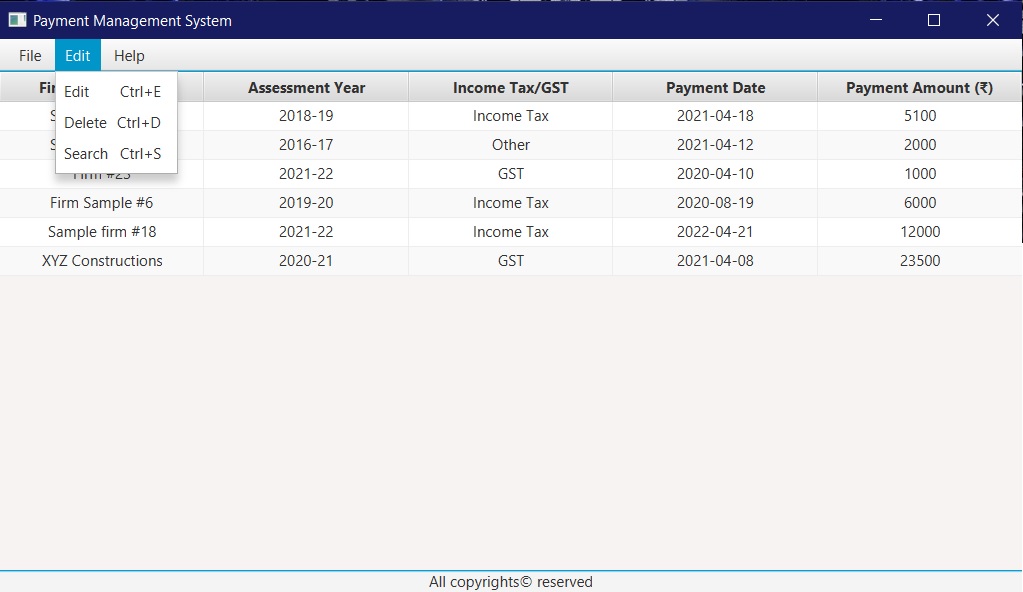 Payment Management System
File Edit Help
Assessment Year Income Tax/GST Payment Date Payment Amount (₹)
Edit Ctrl+E
2018-19 Income Tax 2021-04-18 5100
Delete Ctrl+D
2016-17 Other 2021-04-12 2000
Search Ctrl+S
Firm #23 2021-22 GST 2020-04-10 1000
Firm Sample #6 2019-20 Income Tax 2020-08-19 6000
Sample firm #18 2021-22 Income Tax 2022-04-21 12000
XYZ Constructions 2020-21 GST 2021-04-08 23500
All copyrights© reserved